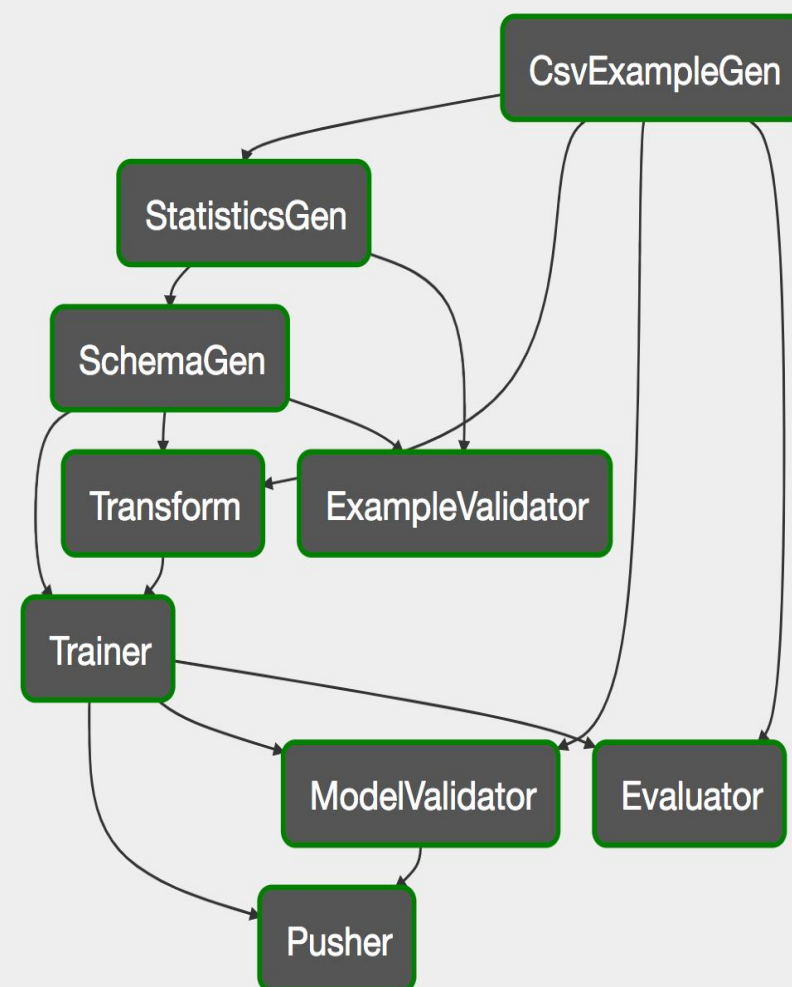 CsvExampleGen
StatisticsGen
SchemaGen
Transform
ExampleValidator
Trainer
ModelValidator
Evaluator
Pusher